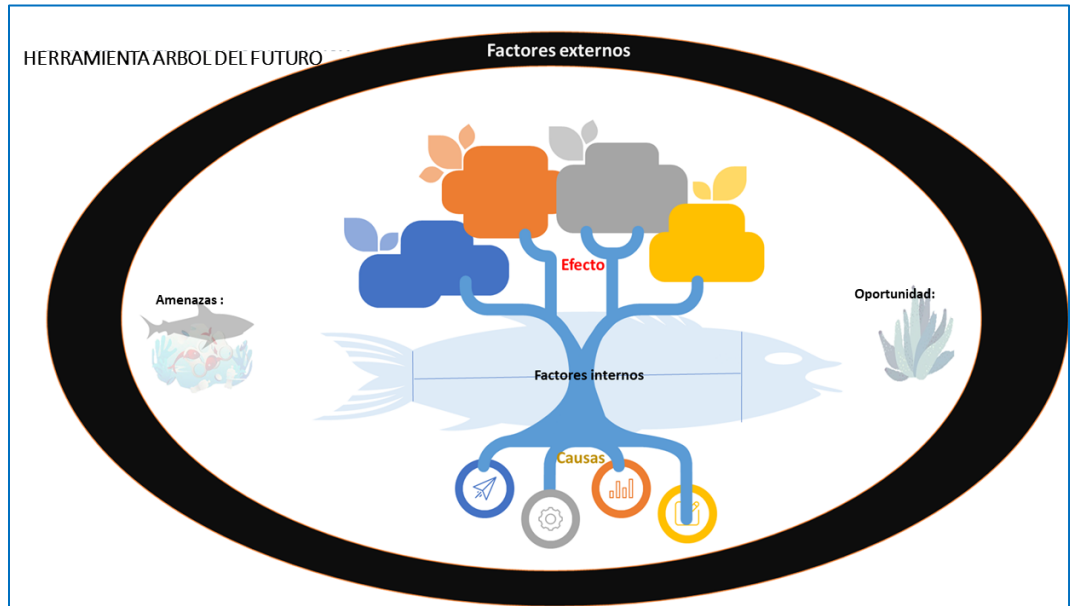 Factores externos
HERRAMIENTA ARBOL DEL FUTURO
Efecto
Amenazas :
Oportunidad:
Factores internos
Causas